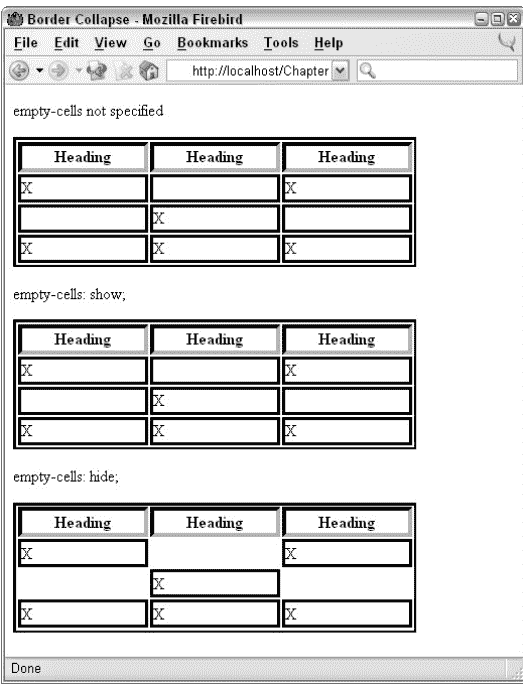 Border Collapse - Mozilla Firebird
File Edit View Go Bookmarks Tools Help
http://localhost/Chapter
empty-cells not specified
Heading Heading Heading
X X
X
X X X
empty-cells: show;
Heading Heading Heading
X X
X
X X X
empty-cells: hide;
Heading Heading Heading
X X
X
X X X
Done